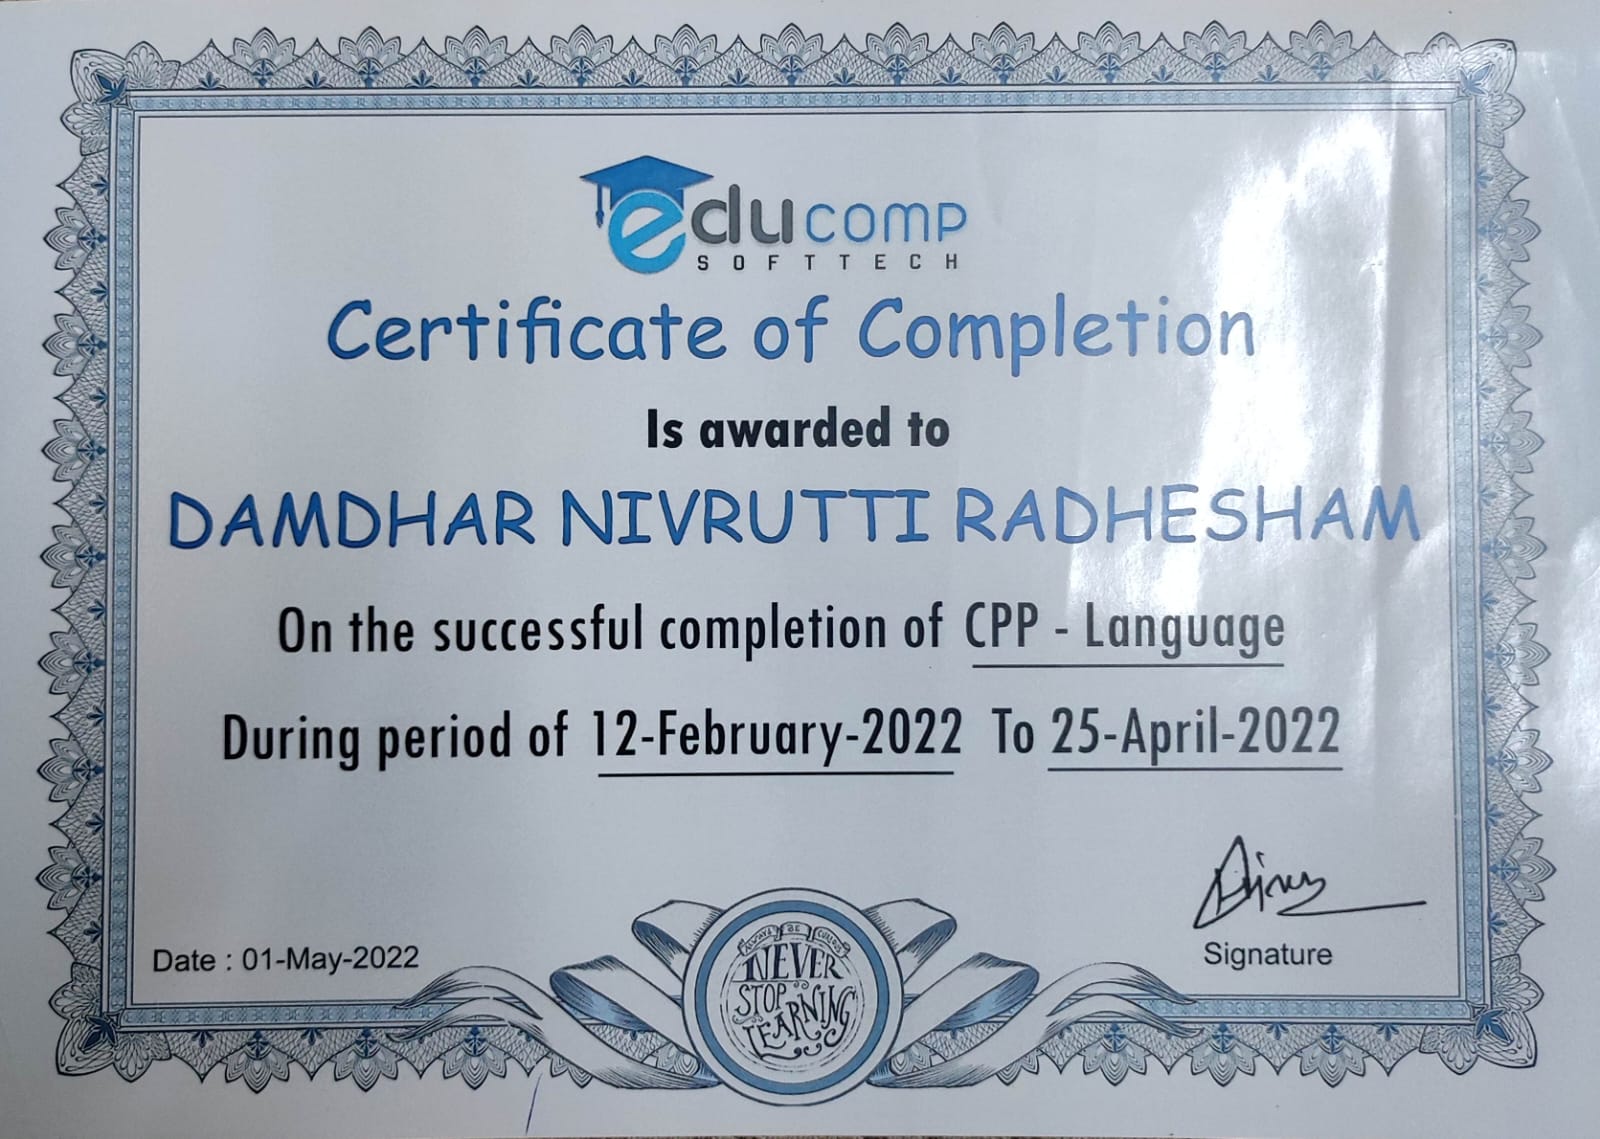 educomp
SOFTTECH
Certificate of Completion
Is awarded to
DAMDHAR NIVRUTTI RADHESHAM
On the successful completion of CPP - Language
During period of 12-February-2022 To 25-April-2022
Date : 01-May-2022
Signature
ALWAYS BE CURIOUS
NEVER
STOP
LEARNING